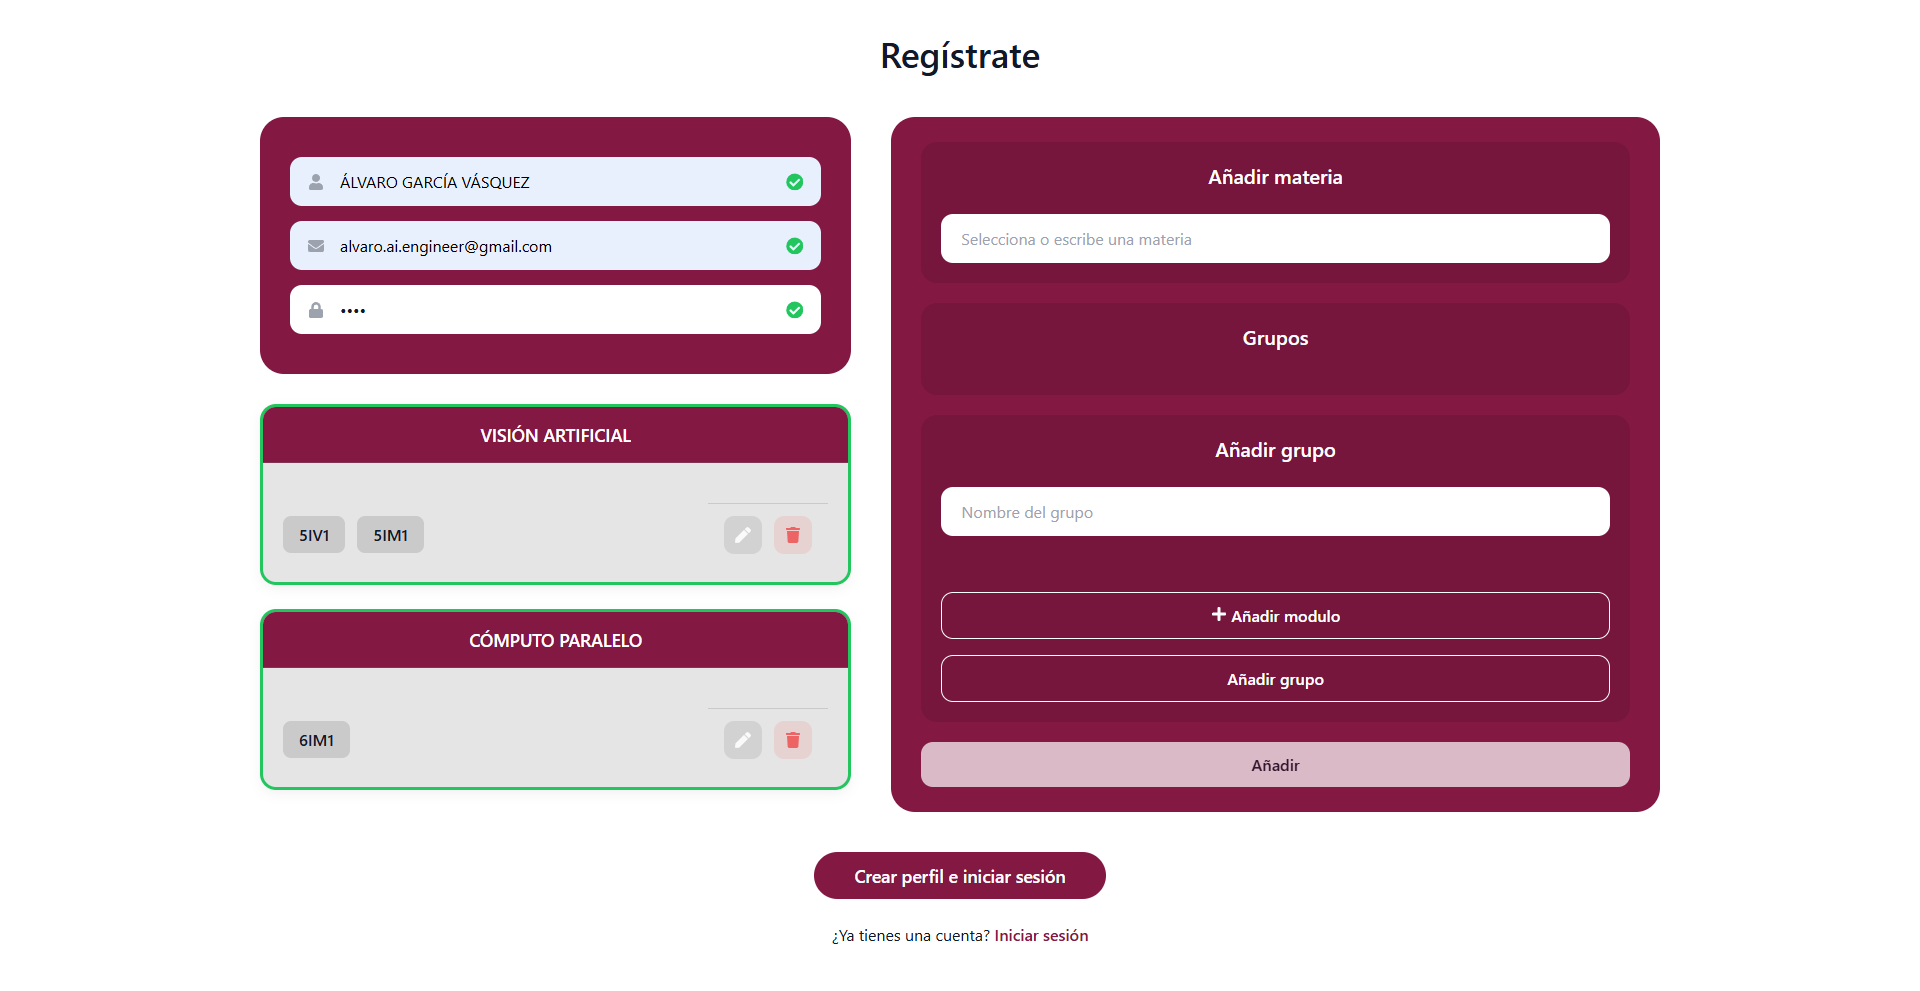 Regístrate
ÁLVARO GARCÍA VÁSQUEZ
alvaro.ai.engineer@gmail.com
••••
VISIÓN ARTIFICIAL
5IV1 5IM1
CÓMPUTO PARALELO
6IM1
Añadir materia
Selecciona o escribe una materia
Grupos
Añadir grupo
Nombre del grupo
Añadir modulo
Añadir grupo
Añadir
Crear perfil e iniciar sesión
¿Ya tienes una cuenta? Iniciar sesión